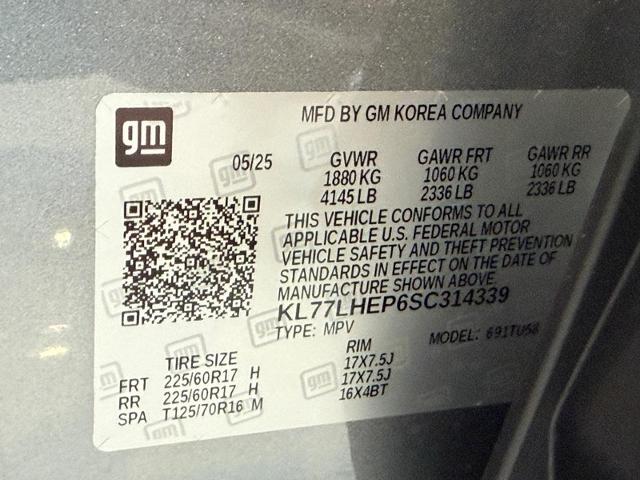 gm
MFD BY GM KOREA COMPANY
05/25
GVWR GAWR FRT GAWR RR
1880 KG 1060 KG 1060 KG
4145 LB 2336 LB 2336 LB
THIS VEHICLE CONFORMS TO ALL
APPLICABLE U.S. FEDERAL MOTOR
VEHICLE SAFETY AND THEFT PREVENTION
STANDARDS IN EFFECT ON THE DATE OF
MANUFACTURE SHOWN ABOVE.
KL77LHEP6SC314339
TYPE: MPV MODEL: 691TU58
TIRE SIZE RIM
FRT 225/60R17 H 17X7.5J
RR 225/60R17 H 17X7.5J
SPA T125/70R16 M 16X4BT